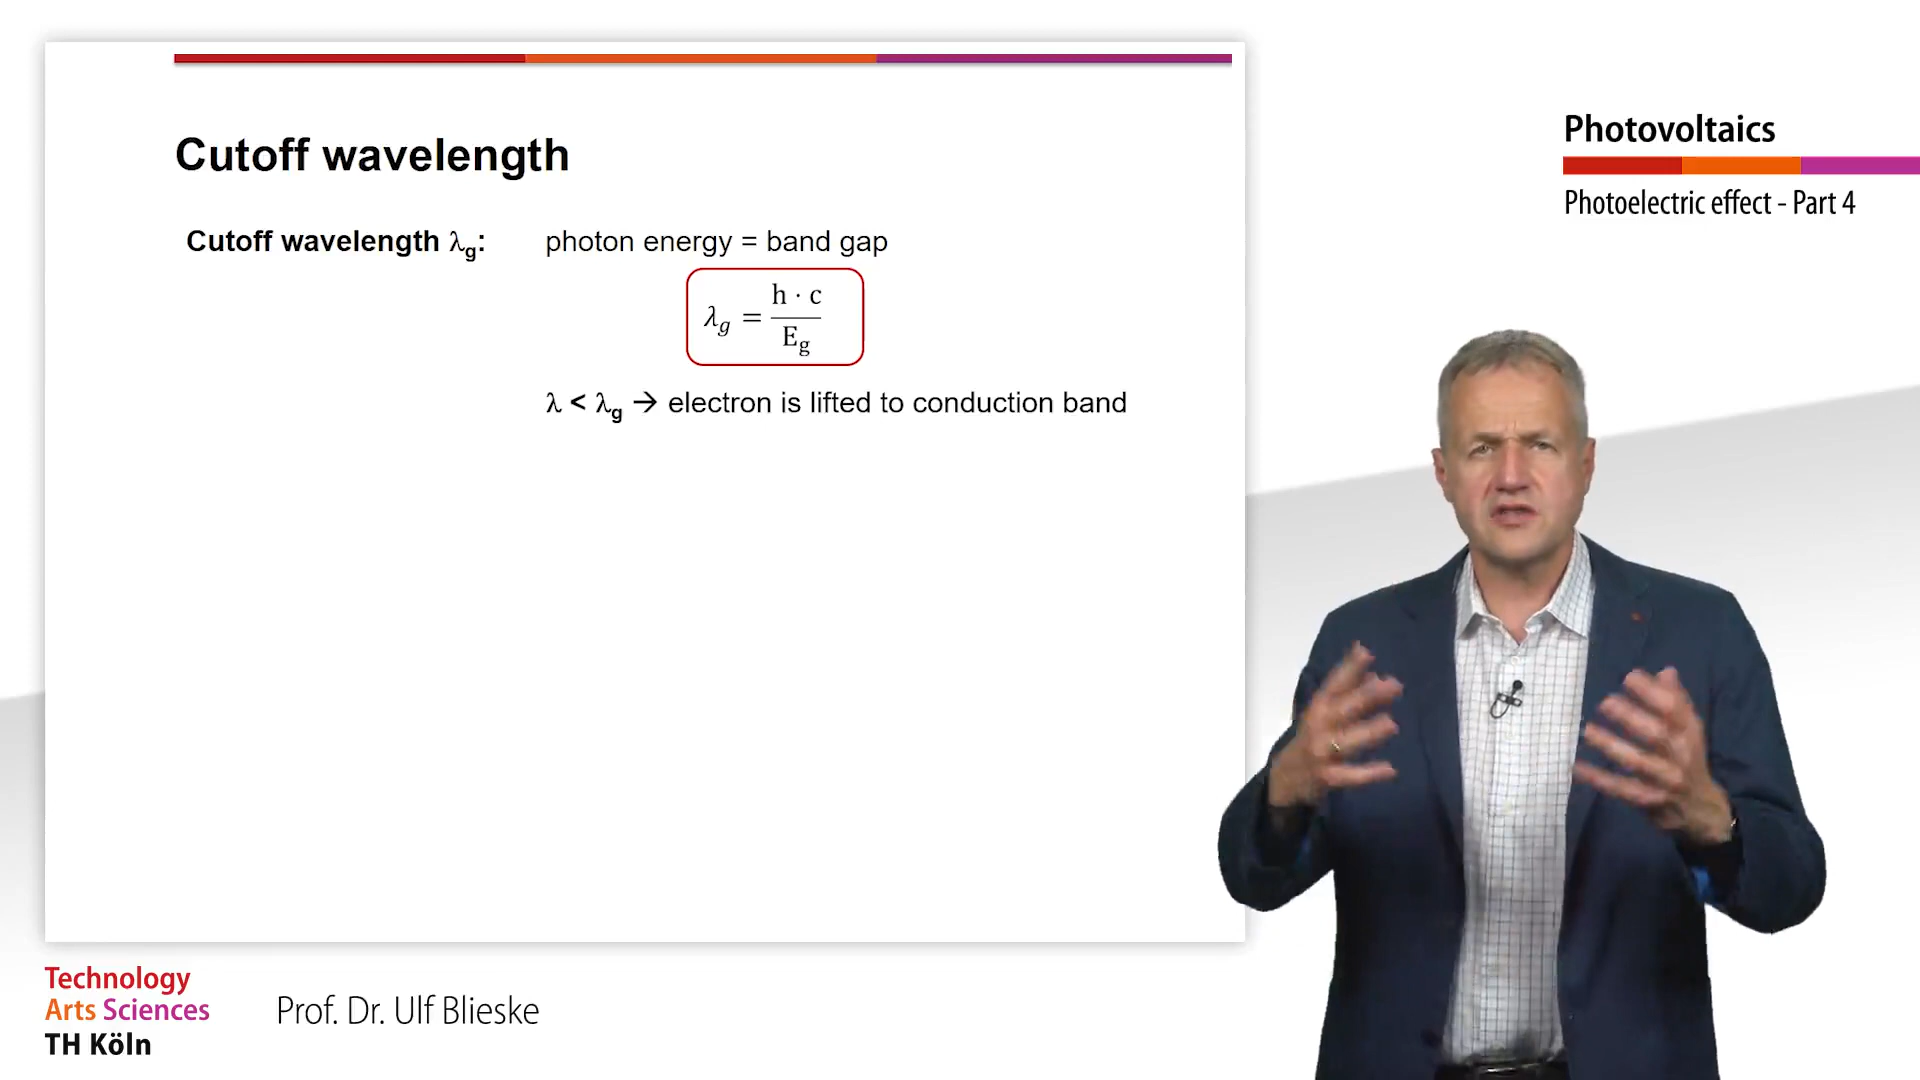 Cutoff wavelength
Cutoff wavelength λg: photon energy = band gap
λg = h · c / Eg
λ < λg → electron is lifted to conduction band
Photovoltaics
Photoelectric effect - Part 4
Technology
Arts Sciences
TH Köln
Prof. Dr. Ulf Blieske